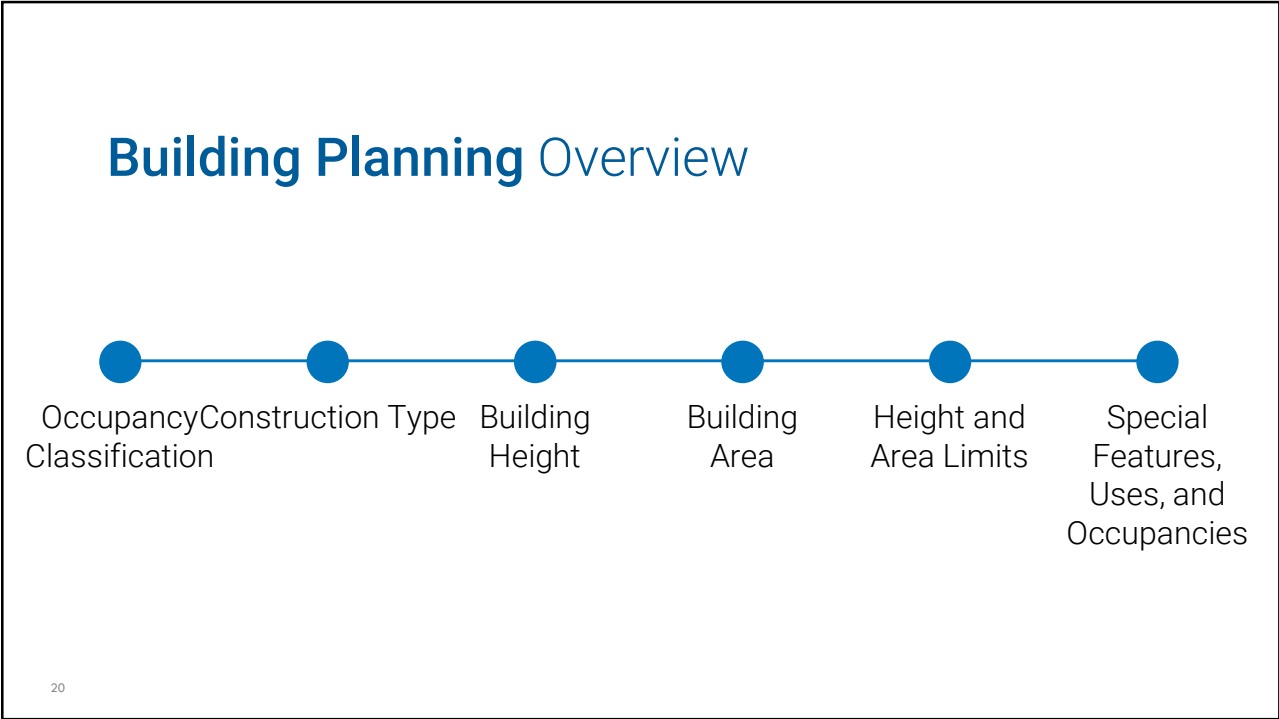 Building Planning Overview
Occupancy
Classification
Construction Type
Building
Height
Building
Area
Height and
Area Limits
Special
Features,
Uses, and
Occupancies
20